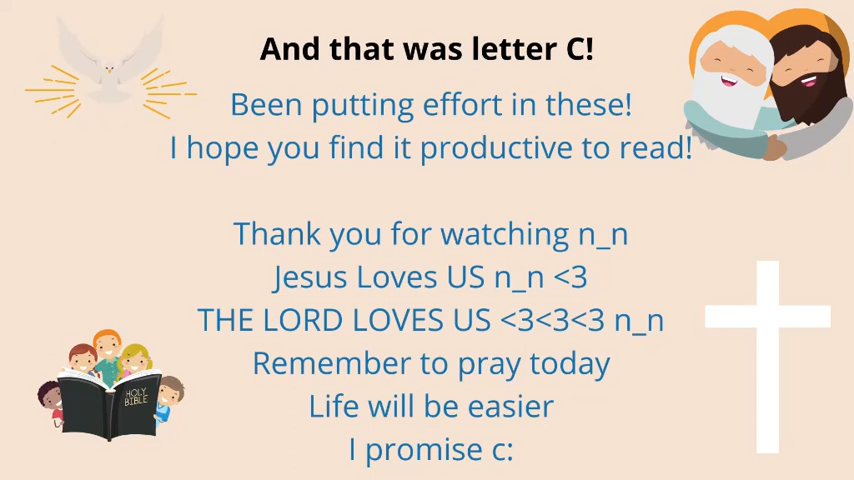 And that was letter C!
Been putting effort in these!
I hope you find it productive to read!
Thank you for watching n_n
Jesus Loves US n_n <3
THE LORD LOVES US <3<3<3 n_n
Remember to pray today
Life will be easier
I promise c:
HOLY
BIBLE